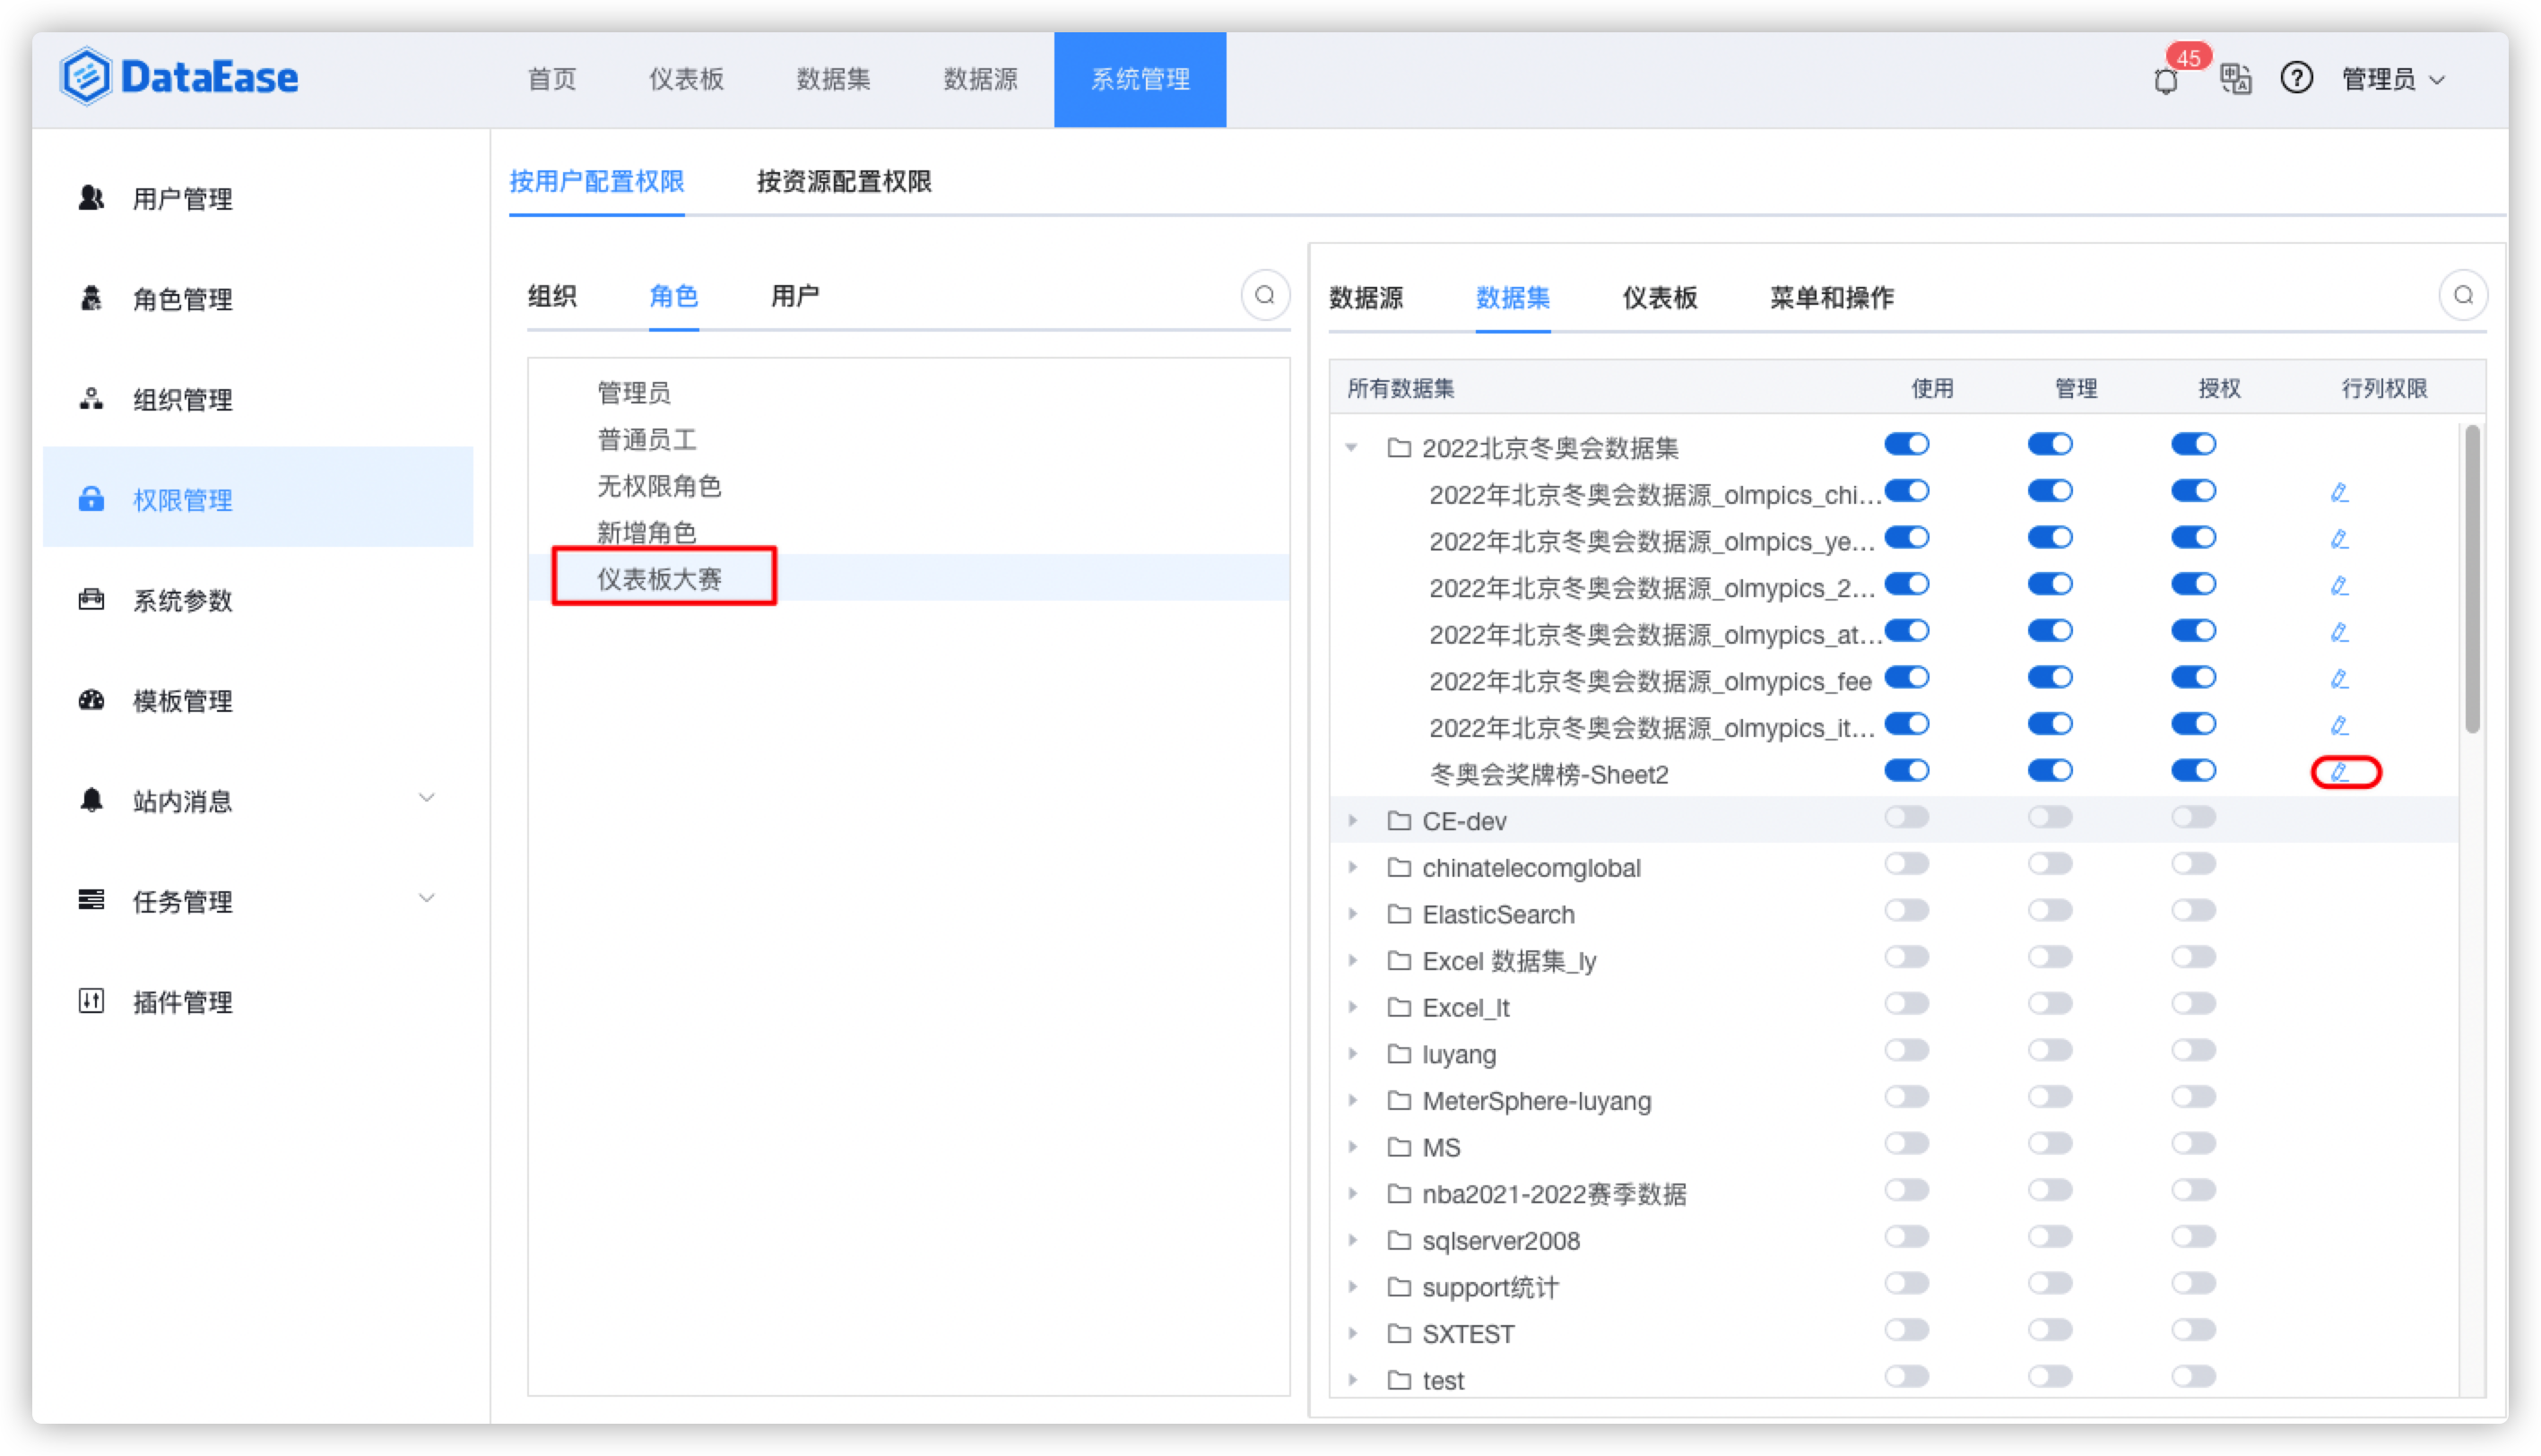 DataEase
首页 仪表板 数据集 数据源 系统管理 45 管理员
用户管理
角色管理
组织管理
权限管理
系统参数
模板管理
站内消息
任务管理
插件管理
按用户配置权限 按资源配置权限
组织 角色 用户
管理员
普通员工
无权限角色
新增角色
仪表板大赛
数据源 数据集 仪表板 菜单和操作
所有数据集 使用 管理 授权 行列权限
2022北京冬奥会数据集
2022年北京冬奥会数据源_olmpics_chi...
2022年北京冬奥会数据源_olmpics_ye...
2022年北京冬奥会数据源_olmypics_2...
2022年北京冬奥会数据源_olmypics_at...
2022年北京冬奥会数据源_olmypics_fee
2022年北京冬奥会数据源_olmypics_it...
冬奥会奖牌榜-Sheet2
CE-dev
chinatelecomglobal
ElasticSearch
Excel 数据集_ly
Excel_lt
luyang
MeterSphere-luyang
MS
nba2021-2022赛季数据
sqlserver2008
support统计
SXTEST
test